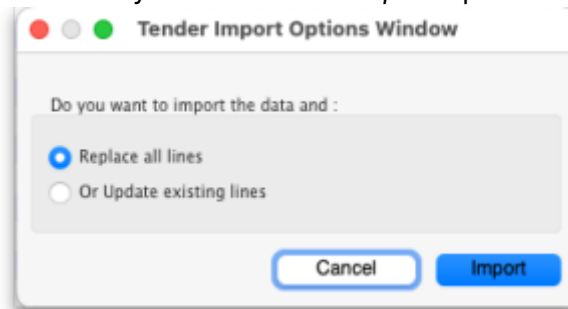 Tender Import Options Window
Do you want to import the data and :
Replace all lines
Or Update existing lines
Cancel Import